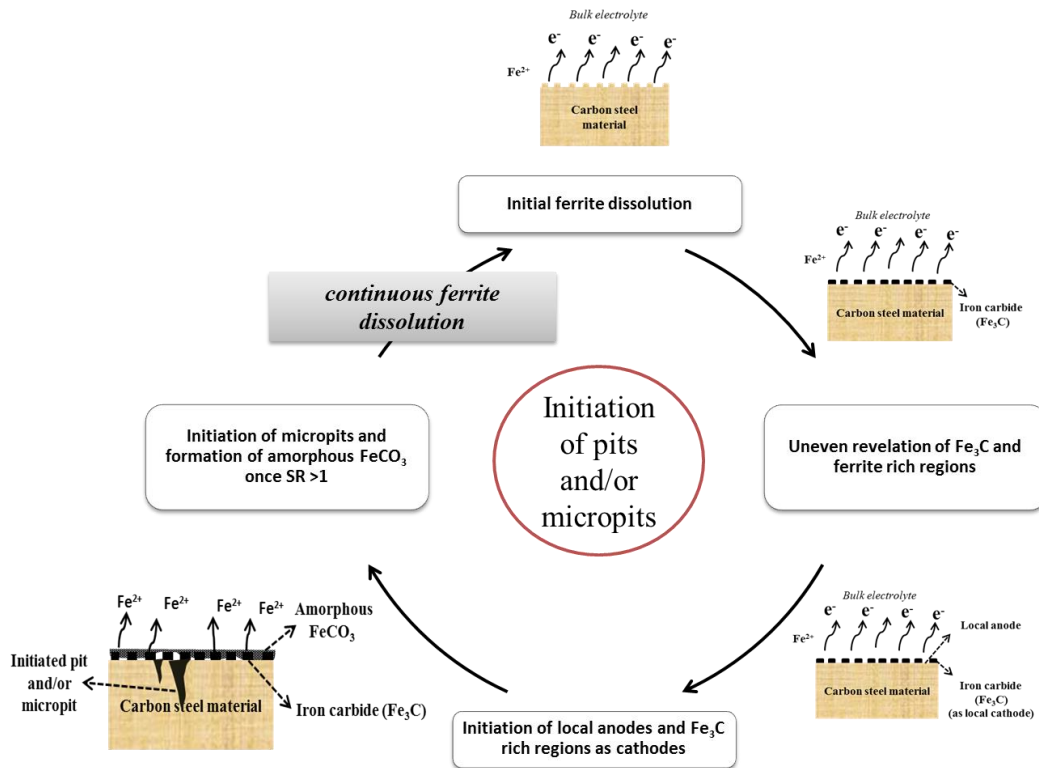 Bulk electrolyte
e⁻ e⁻ e⁻ e⁻
Fe²⁺
Carbon steel
material
Initial ferrite dissolution
Bulk electrolyte
e⁻ e⁻ e⁻ e⁻
Fe²⁺
Carbon steel material
Iron carbide
(Fe₃C)
continuous ferrite
dissolution
Initiation of micropits and
formation of amorphous FeCO₃
once SR >1
Initiation
of pits
and/or
micropits
Uneven revelation of Fe₃C and
ferrite rich regions
Bulk electrolyte
e⁻ e⁻ e⁻ e⁻
Fe²⁺
Local anode
Carbon steel material
Iron carbide
(Fe₃C)
(as local cathode)
Initiation of local anodes and Fe₃C
rich regions as cathodes
Fe²⁺ Fe²⁺ Fe²⁺ Fe²⁺
Amorphous
FeCO₃
Initiated pit
and/or
micropit
Carbon steel material
Iron carbide (Fe₃C)